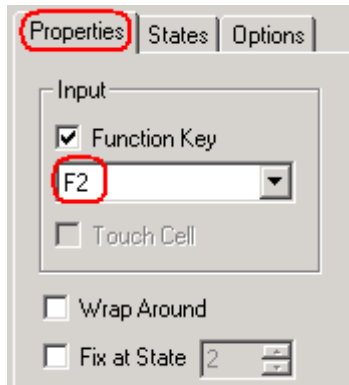 Properties States Options
Input
Function Key
F2
Touch Cell
Wrap Around
Fix at State 2